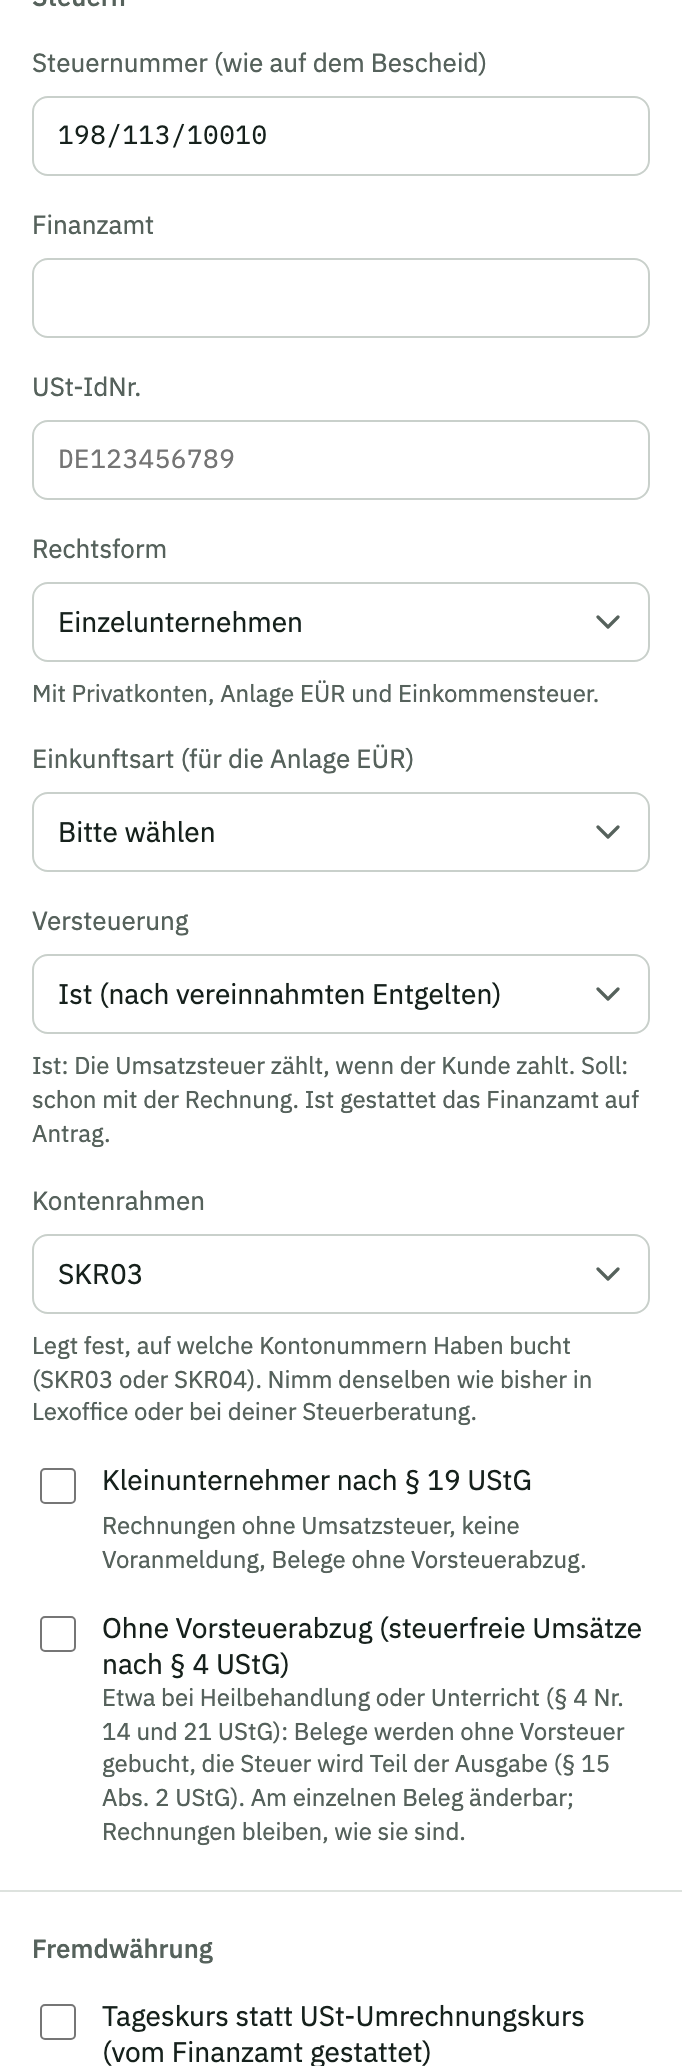 Steuern
Steuernummer (wie auf dem Bescheid)
198/113/10010
Finanzamt
USt-IdNr.
DE123456789
Rechtsform
Einzelunternehmen
Mit Privatkonten, Anlage EÜR und Einkommensteuer.
Einkunftsart (für die Anlage EÜR)
Bitte wählen
Versteuerung
Ist (nach vereinnahmten Entgelten)
Ist: Die Umsatzsteuer zählt, wenn der Kunde zahlt. Soll:
schon mit der Rechnung. Ist gestattet das Finanzamt auf
Antrag.
Kontenrahmen
SKR03
Legt fest, auf welche Kontonummern Haben bucht
(SKR03 oder SKR04). Nimm denselben wie bisher in
Lexoffice oder bei deiner Steuerberatung.
Kleinunternehmer nach § 19 UStG
Rechnungen ohne Umsatzsteuer, keine
Voranmeldung, Belege ohne Vorsteuerabzug.
Ohne Vorsteuerabzug (steuerfreie Umsätze
nach § 4 UStG)
Etwa bei Heilbehandlung oder Unterricht (§ 4 Nr.
14 und 21 UStG): Belege werden ohne Vorsteuer
gebucht, die Steuer wird Teil der Ausgabe (§ 15
Abs. 2 UStG). Am einzelnen Beleg änderbar;
Rechnungen bleiben, wie sie sind.
Fremdwährung
Tageskurs statt USt-Umrechnungskurs
(vom Finanzamt gestattet)